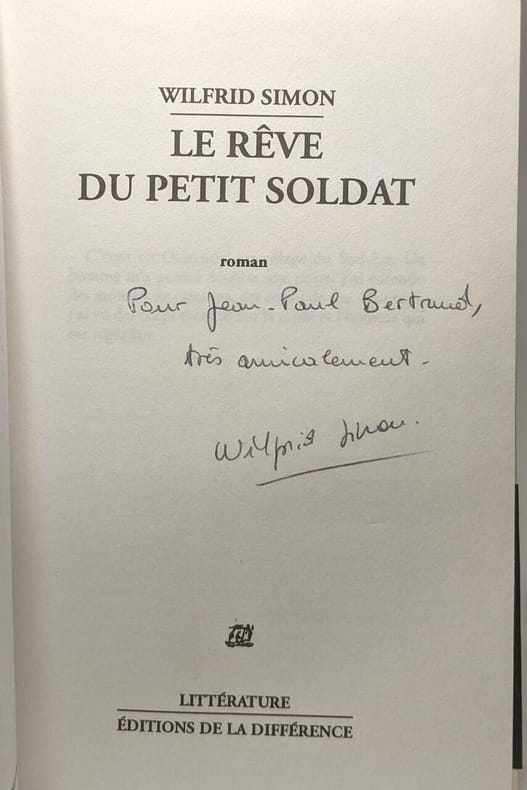 WILFRID SIMON
LE RÊVE
DU PETIT SOLDAT
roman
Pour Jean-Paul Bertrand,
très amicalement -
Wilfrid Simon.
LITTÉRATURE
ÉDITIONS DE LA DIFFÉRENCE